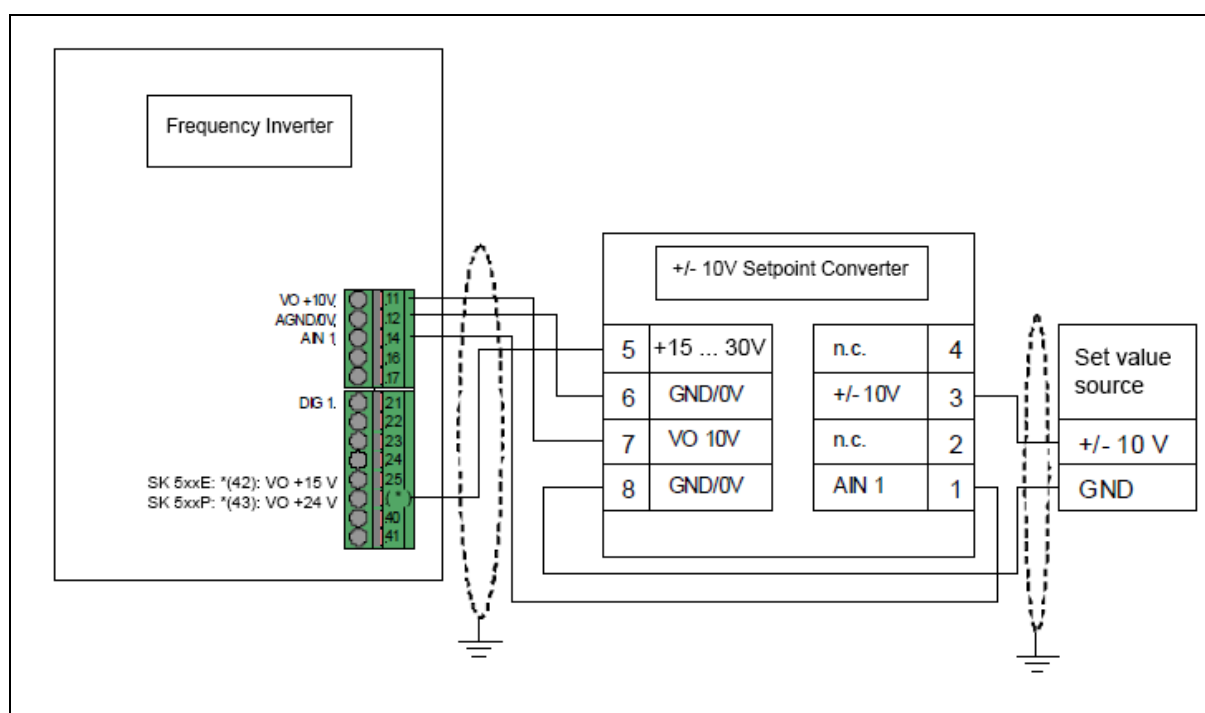 Frequency Inverter
VO +10V,
AGND/0V,
AIN 1
.11
.12
.14
.16
.17
DIG 1.
.21
.22
.23
.24
.25
SK 5xxE: *(42): VO +15 V
SK 5xxP: *(43): VO +24 V
( * )
.40
.41
+/- 10V Setpoint Converter
5 +15 ... 30V n.c. 4
6 GND/0V +/- 10V 3
7 VO 10V n.c. 2
8 GND/0V AIN 1 1
Set value
source
+/- 10 V
GND